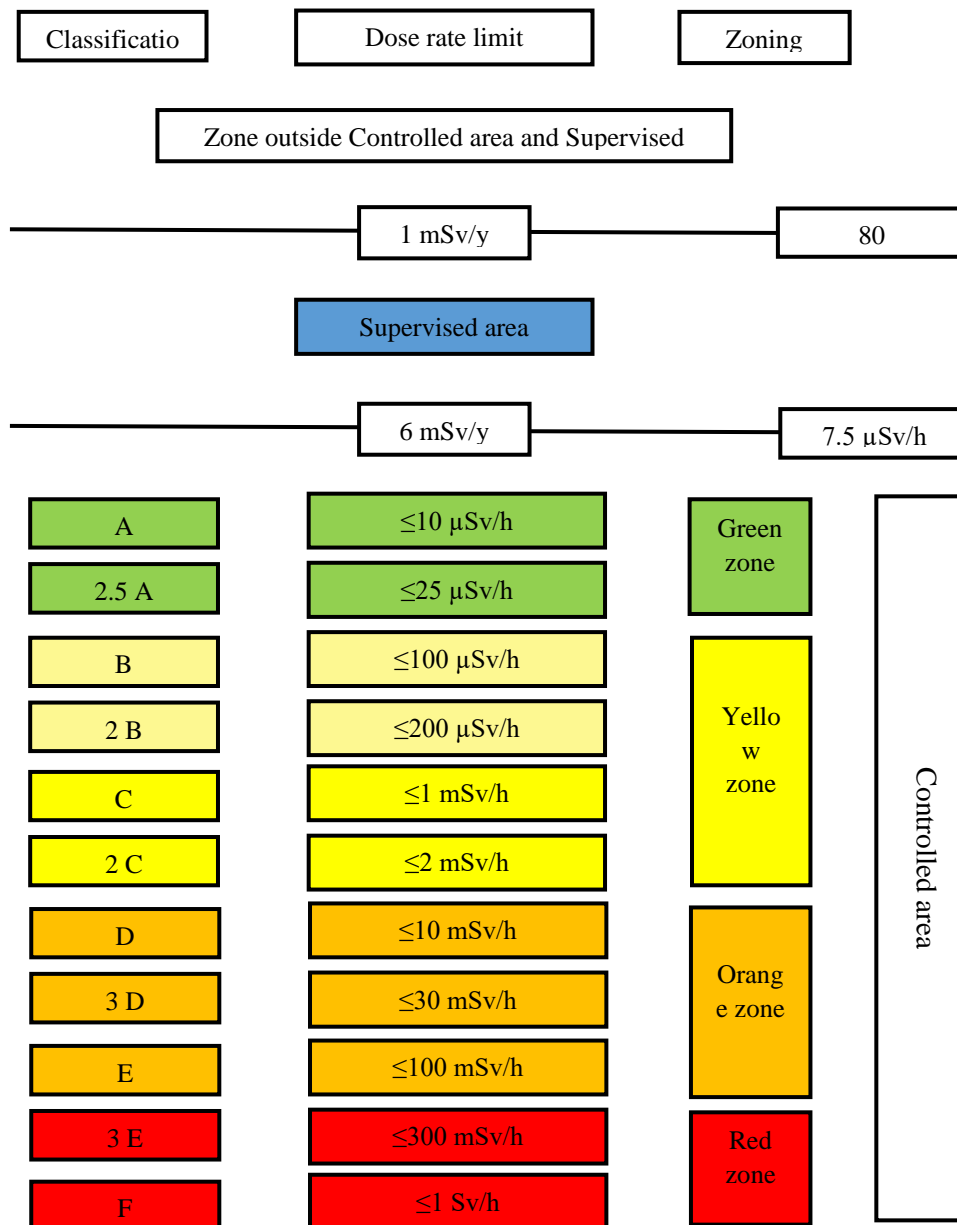 Classificatio
Dose rate limit
Zoning
Zone outside Controlled area and Supervised
1 mSv/y
80
Supervised area
6 mSv/y
7.5 µSv/h
A
≤10 µSv/h
Green
zone
2.5 A
≤25 µSv/h
B
≤100 µSv/h
2 B
≤200 µSv/h
Yello
w
zone
C
≤1 mSv/h
2 C
≤2 mSv/h
D
≤10 mSv/h
3 D
≤30 mSv/h
Orang
e zone
E
≤100 mSv/h
3 E
≤300 mSv/h
Red
zone
F
≤1 Sv/h
Controlled area